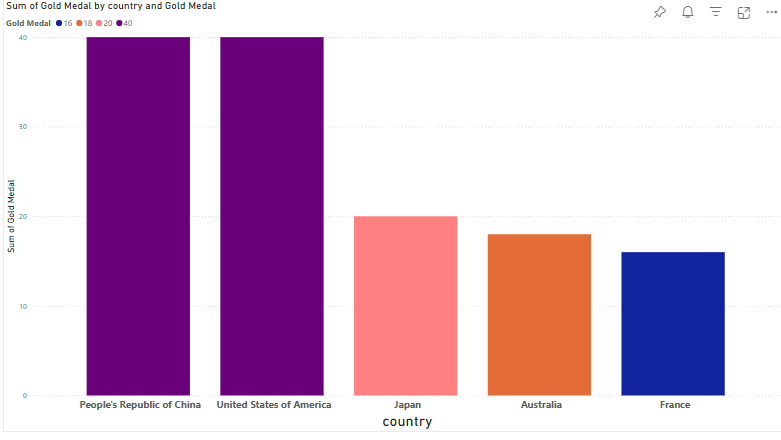 Sum of Gold Medal by country and Gold Medal
Gold Medal 16 18 20 40
40
30
20
10
0
Sum of Gold Medal
People's Republic of China United States of America Japan Australia France
country